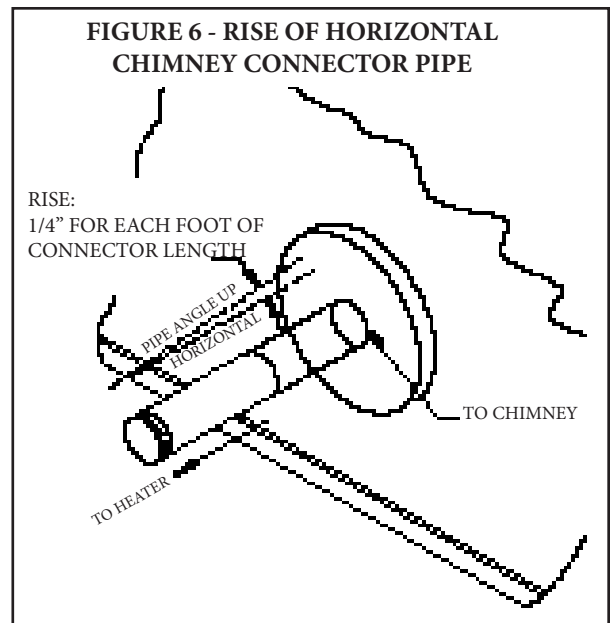 FIGURE 6 - RISE OF HORIZONTAL
CHIMNEY CONNECTOR PIPE
RISE:
1/4” FOR EACH FOOT OF
CONNECTOR LENGTH
PIPE ANGLE UP
HORIZONTAL
TO CHIMNEY
TO HEATER